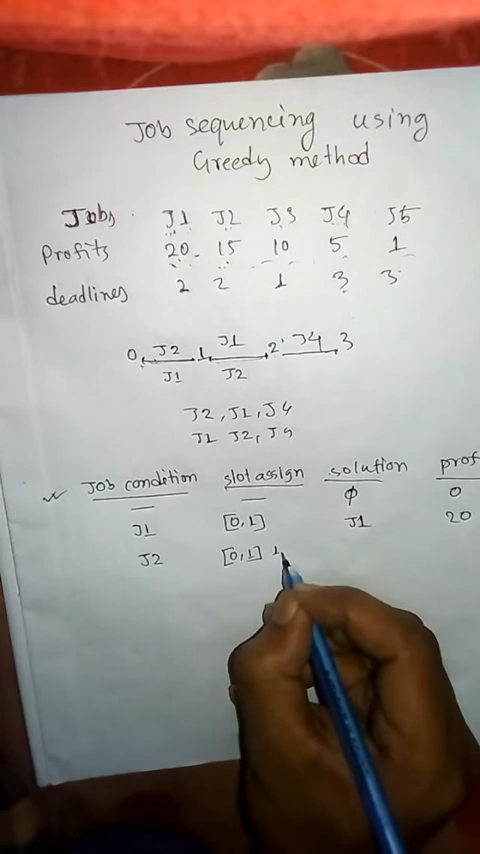 Job sequencing using
Greedy method
Jobs J1 J2 J3 J4 J5
Profits 20 15 10 5 1
deadlines 2 2 1 3 3
J2 J1 J4
0 1 2 3
J1 J2
J2, J1, J4
J1 J2, J4
Job condition slot assign solution prof
— — ϕ 0
J1 [0,1] J1 20
J2 [0,1] 1